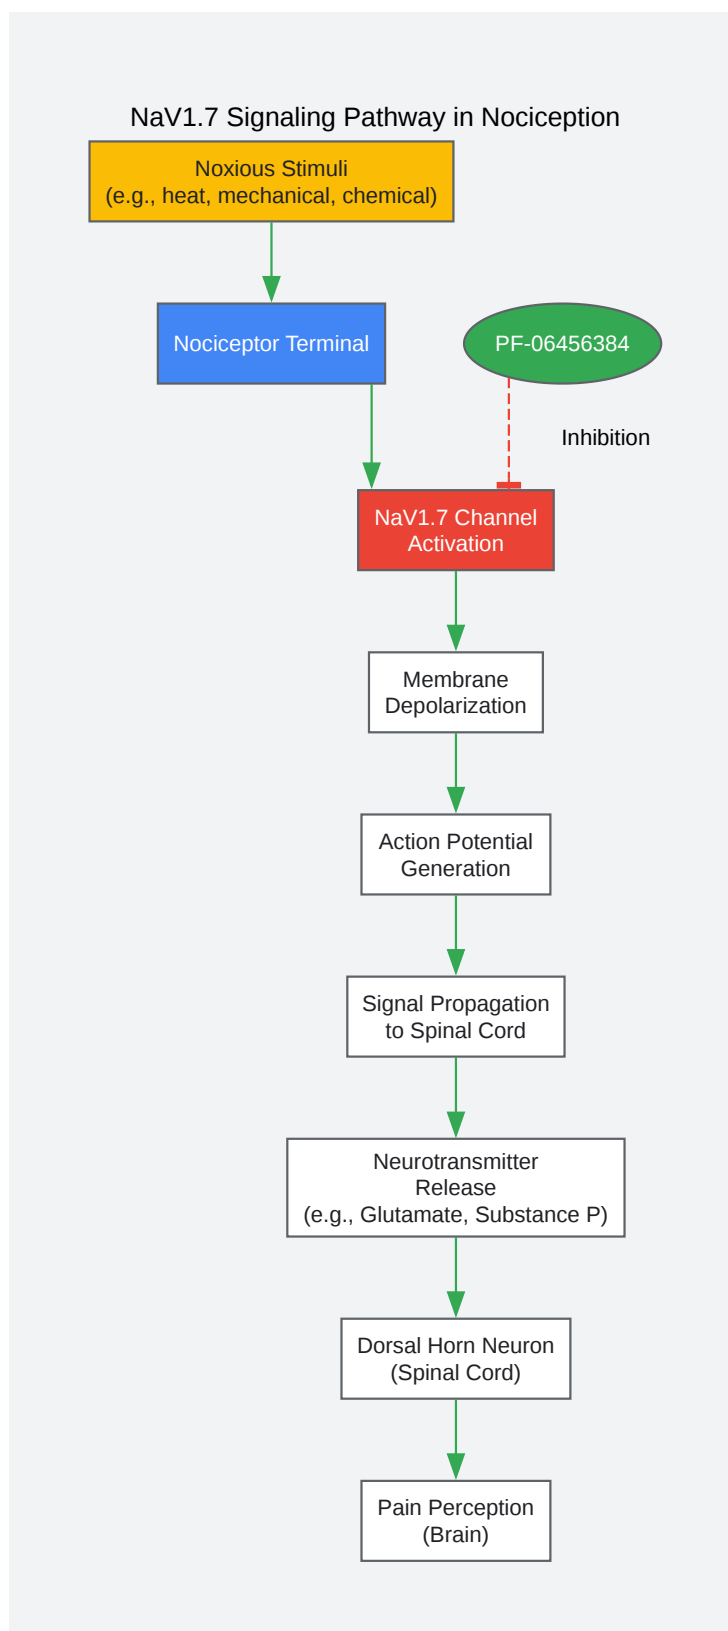 NaV1.7 Signaling Pathway in Nociception
Noxious Stimuli
(e.g., heat, mechanical, chemical)
Nociceptor Terminal
PF-06456384
Inhibition
NaV1.7 Channel
Activation
Membrane
Depolarization
Action Potential
Generation
Signal Propagation
to Spinal Cord
Neurotransmitter
Release
(e.g., Glutamate, Substance P)
Dorsal Horn Neuron
(Spinal Cord)
Pain Perception
(Brain)